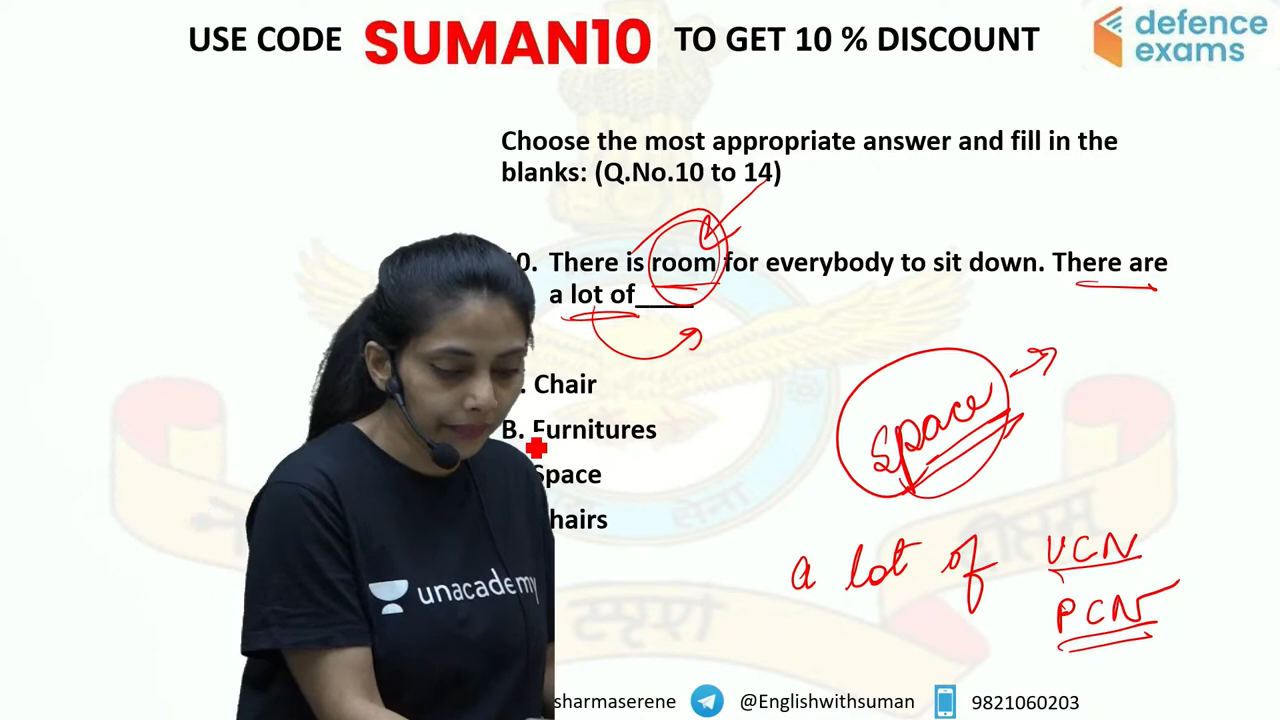 USE CODE SUMAN10 TO GET 10 % DISCOUNT
defence
exams
Choose the most appropriate answer and fill in the
blanks: (Q.No.10 to 14)
0. There is room for everybody to sit down. There are
a lot of_____
Chair
B. Furnitures
Space
hairs
Space
a lot of UCN
PCN
unacademy
स्पृशं
sharmaserene @Englishwithsuman 9821060203